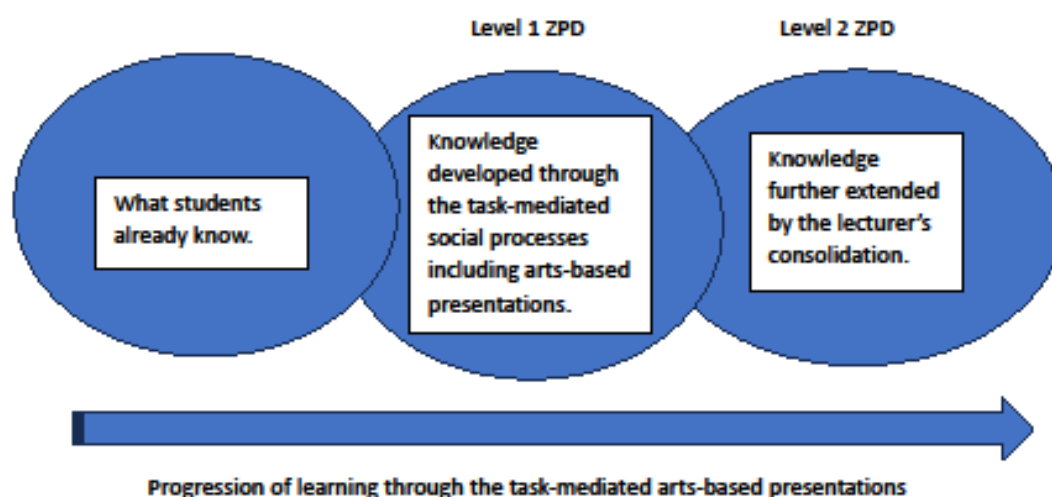 Level 1 ZPD
Level 2 ZPD
What students
already know.
Knowledge
developed through
the task-mediated
social processes
including arts-based
presentations.
Knowledge
further extended
by the lecturer's
consolidation.
Progression of learning through the task-mediated arts-based presentations